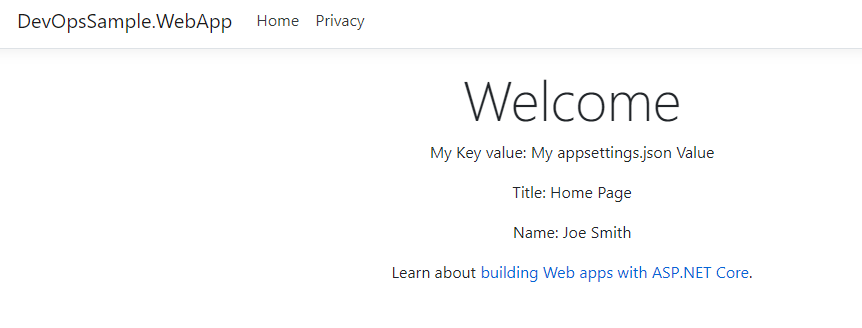 DevOpsSample.WebApp Home Privacy
Welcome
My Key value: My appsettings.json Value
Title: Home Page
Name: Joe Smith
Learn about building Web apps with ASP.NET Core.